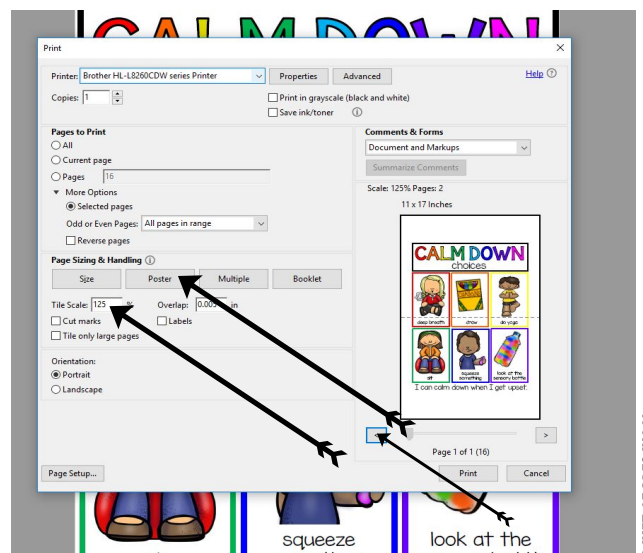 CALM DOWN
Print
Printer: Brother HL-L8260CDW series Printer
Properties
Advanced
Help
Copies: 1
Print in grayscale (black and white)
Save ink/toner
Pages to Print
All
Current page
Pages 16
More Options
Selected pages
Odd or Even Pages: All pages in range
Reverse pages
Comments & Forms
Document and Markups
Summarize Comments
Scale: 125% Pages: 2
11 x 17 Inches
Page Sizing & Handling
Size
Poster
Multiple
Booklet
Tile Scale: 125 %
Overlap: 0.005 in
Cut marks
Labels
Tile only large pages
Orientation:
Portrait
Landscape
CALM DOWN
choices
deep breath
draw
do yoga
sit
squeeze
something
look at the
sensory bottle
I can calm down when I get upset.
<
>
Page 1 of 1 (16)
Page Setup...
Print
Cancel
squeeze
look at the